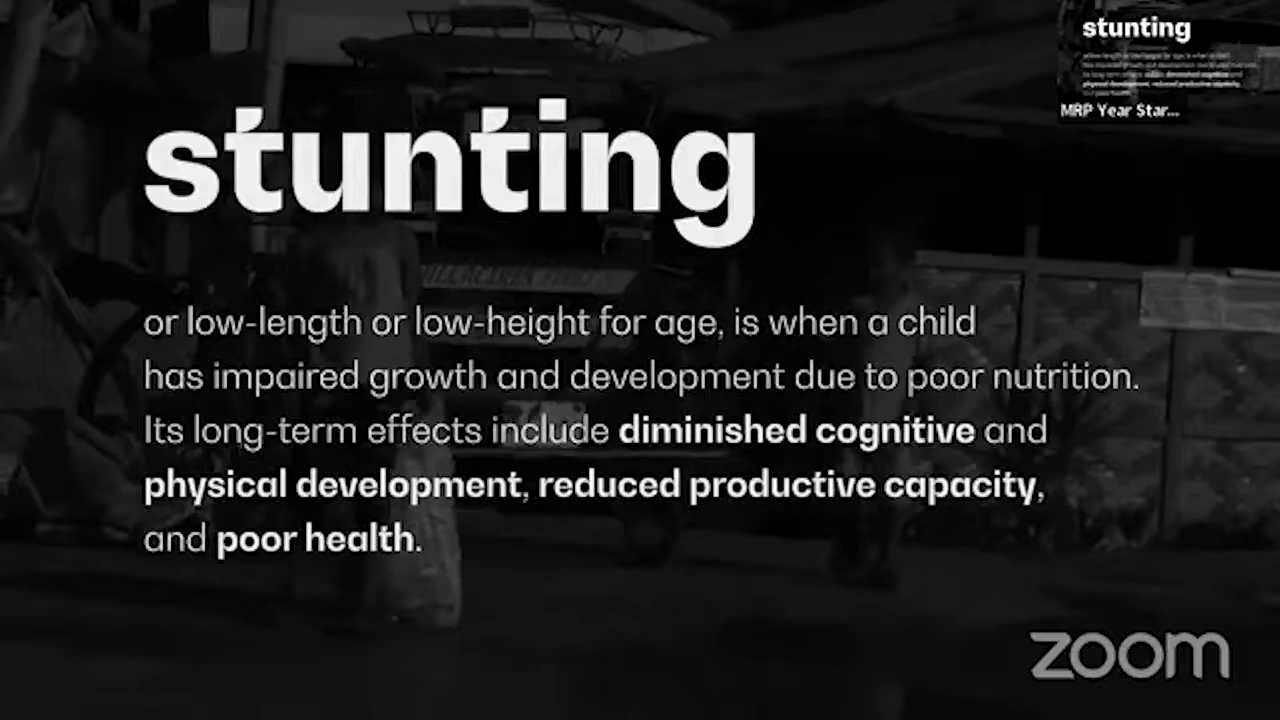 stunting
MRP Year Star...
stunting
or low-length or low-height for age, is when a child
has impaired growth and development due to poor nutrition.
Its long-term effects include diminished cognitive and
physical development, reduced productive capacity,
and poor health.
zoom